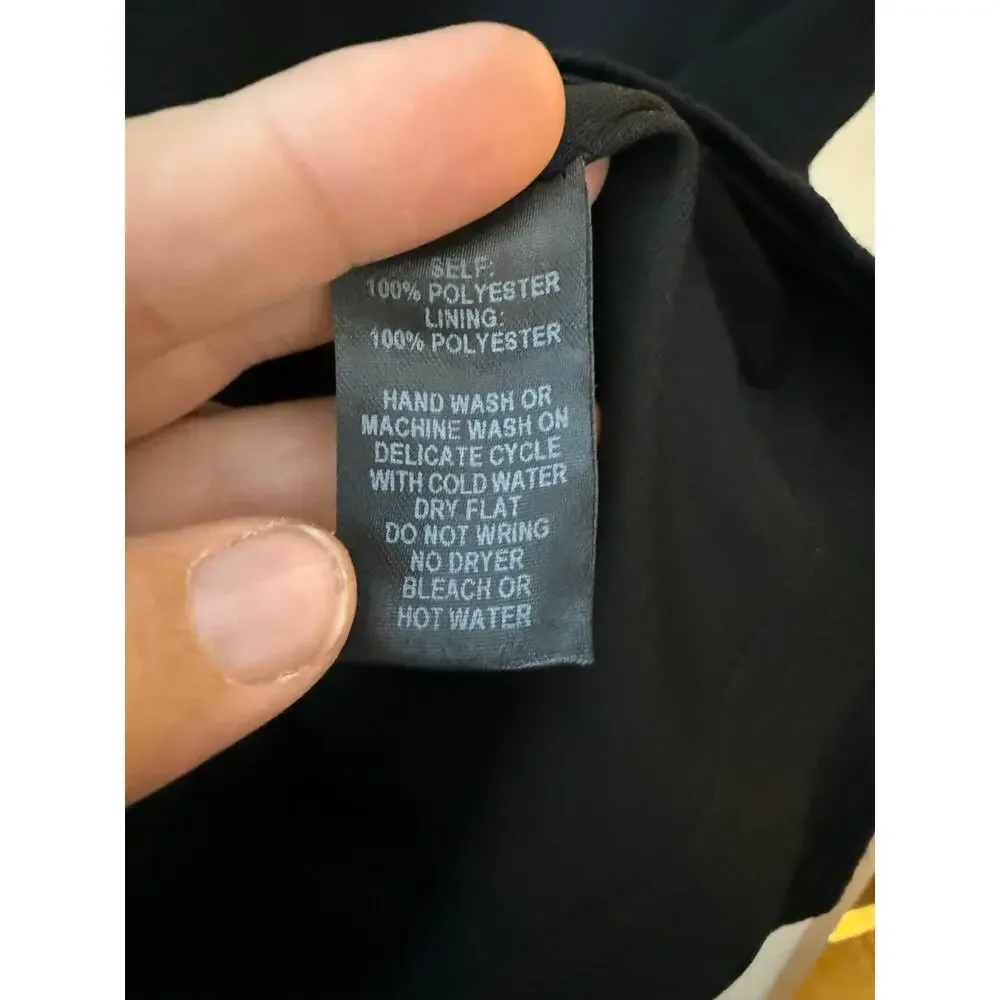 SELF:
100% POLYESTER
LINING:
100% POLYESTER
HAND WASH OR
MACHINE WASH ON
DELICATE CYCLE
WITH COLD WATER
DRY FLAT
DO NOT WRING
NO DRYER
BLEACH OR
HOT WATER